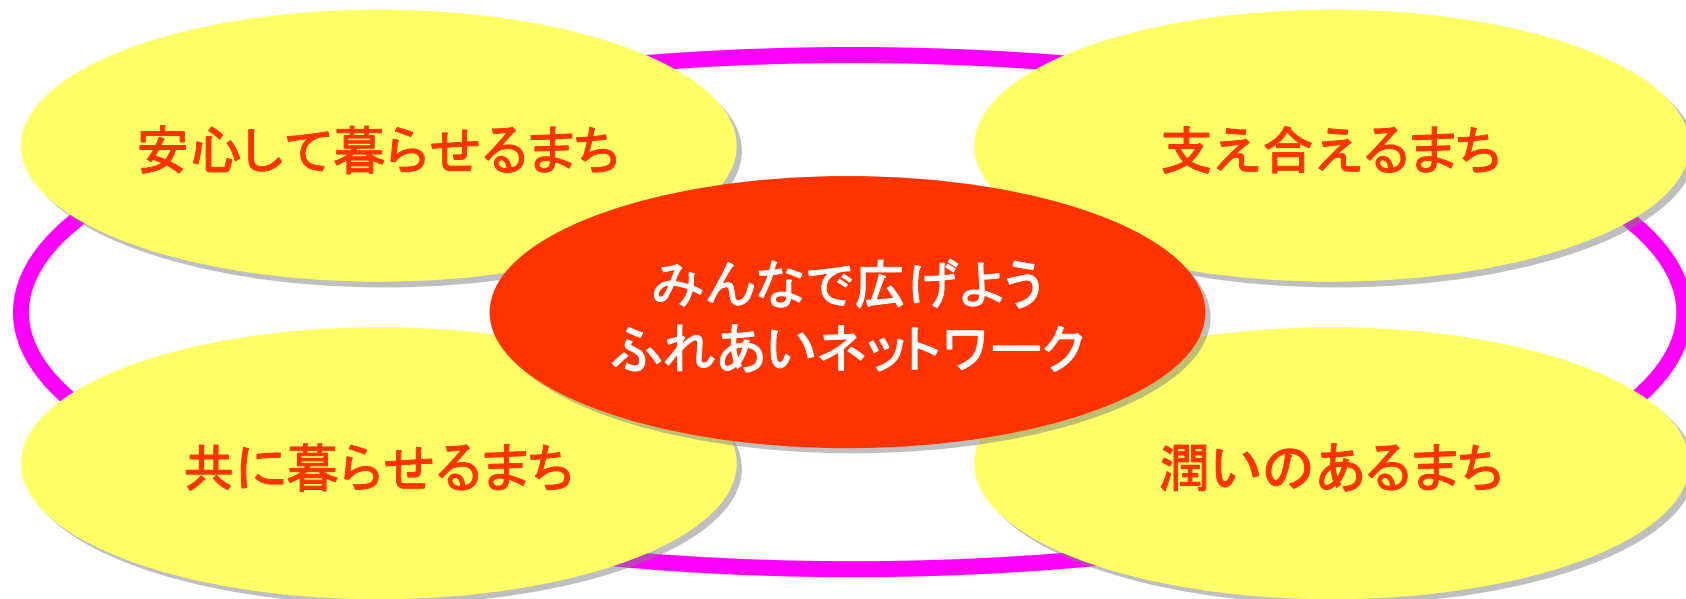 安心して暮らせるまち
支え合えるまち
みんなで広げよう
ふれあいネットワーク
共に暮らせるまち
潤いのあるまち